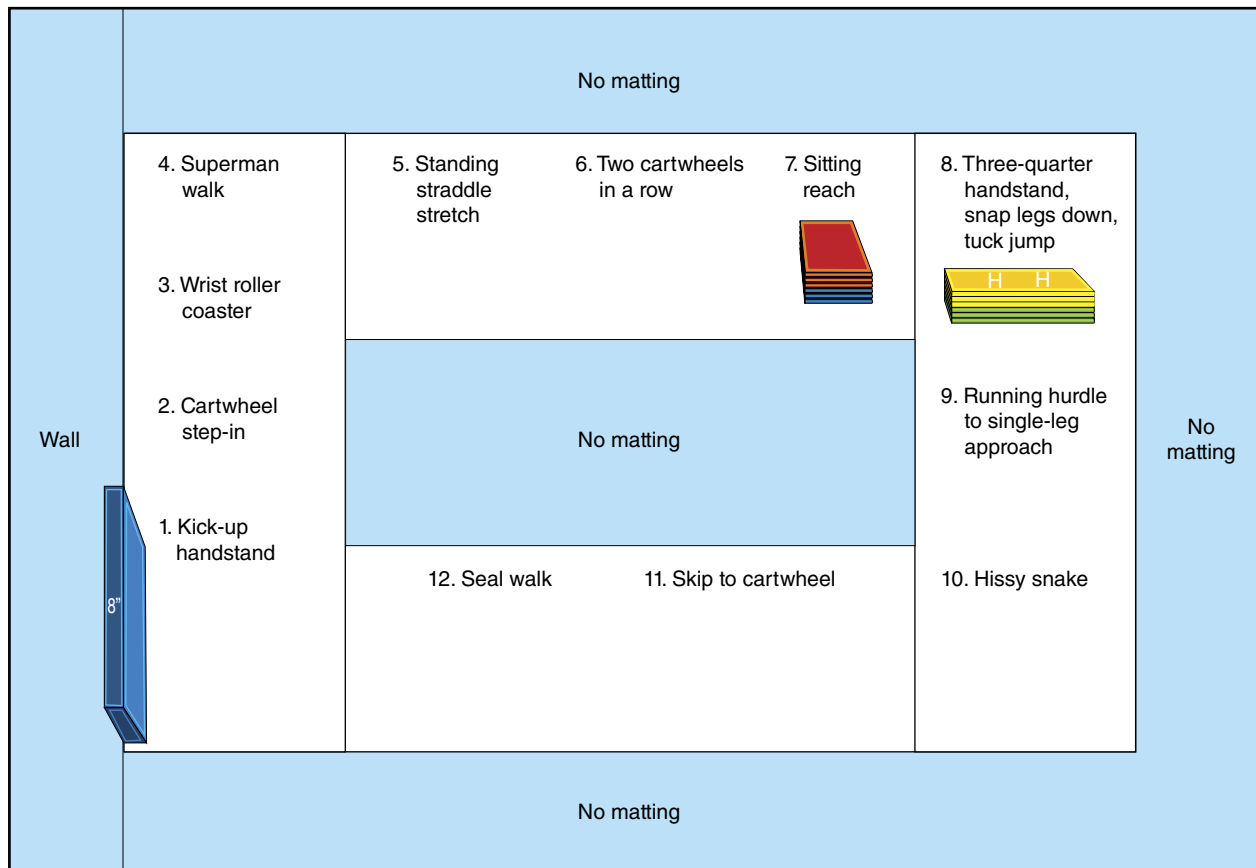 No matting
4. Superman
walk
5. Standing
straddle
stretch
6. Two cartwheels
in a row
7. Sitting
reach
8. Three-quarter
handstand,
snap legs down,
tuck jump
H H
3. Wrist roller
coaster
2. Cartwheel
step-in
Wall
No matting
9. Running hurdle
to single-leg
approach
No
matting
1. Kick-up
handstand
8”
12. Seal walk
11. Skip to cartwheel
10. Hissy snake
No matting